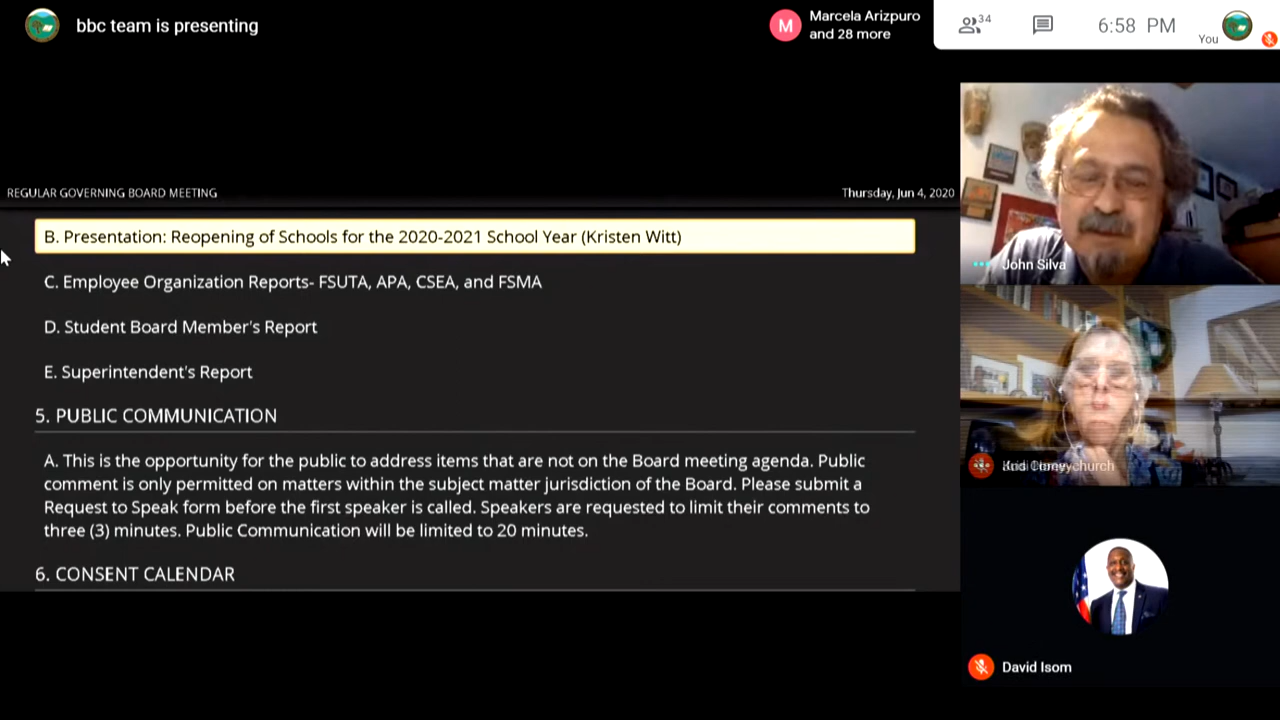 bbc team is presenting
M
Marcela Arizpuro
and 28 more
34
6:58 PM
You
REGULAR GOVERNING BOARD MEETING
Thursday, Jun 4, 2020
B. Presentation: Reopening of Schools for the 2020-2021 School Year (Kristen Witt)
C. Employee Organization Reports- FSUTA, APA, CSEA, and FSMA
D. Student Board Member's Report
E. Superintendent's Report
5. PUBLIC COMMUNICATION
A. This is the opportunity for the public to address items that are not on the Board meeting agenda. Public
comment is only permitted on matters within the subject matter jurisdiction of the Board. Please submit a
Request to Speak form before the first speaker is called. Speakers are requested to limit their comments to
three (3) minutes. Public Communication will be limited to 20 minutes.
6. CONSENT CALENDAR
John Silva
David Isom